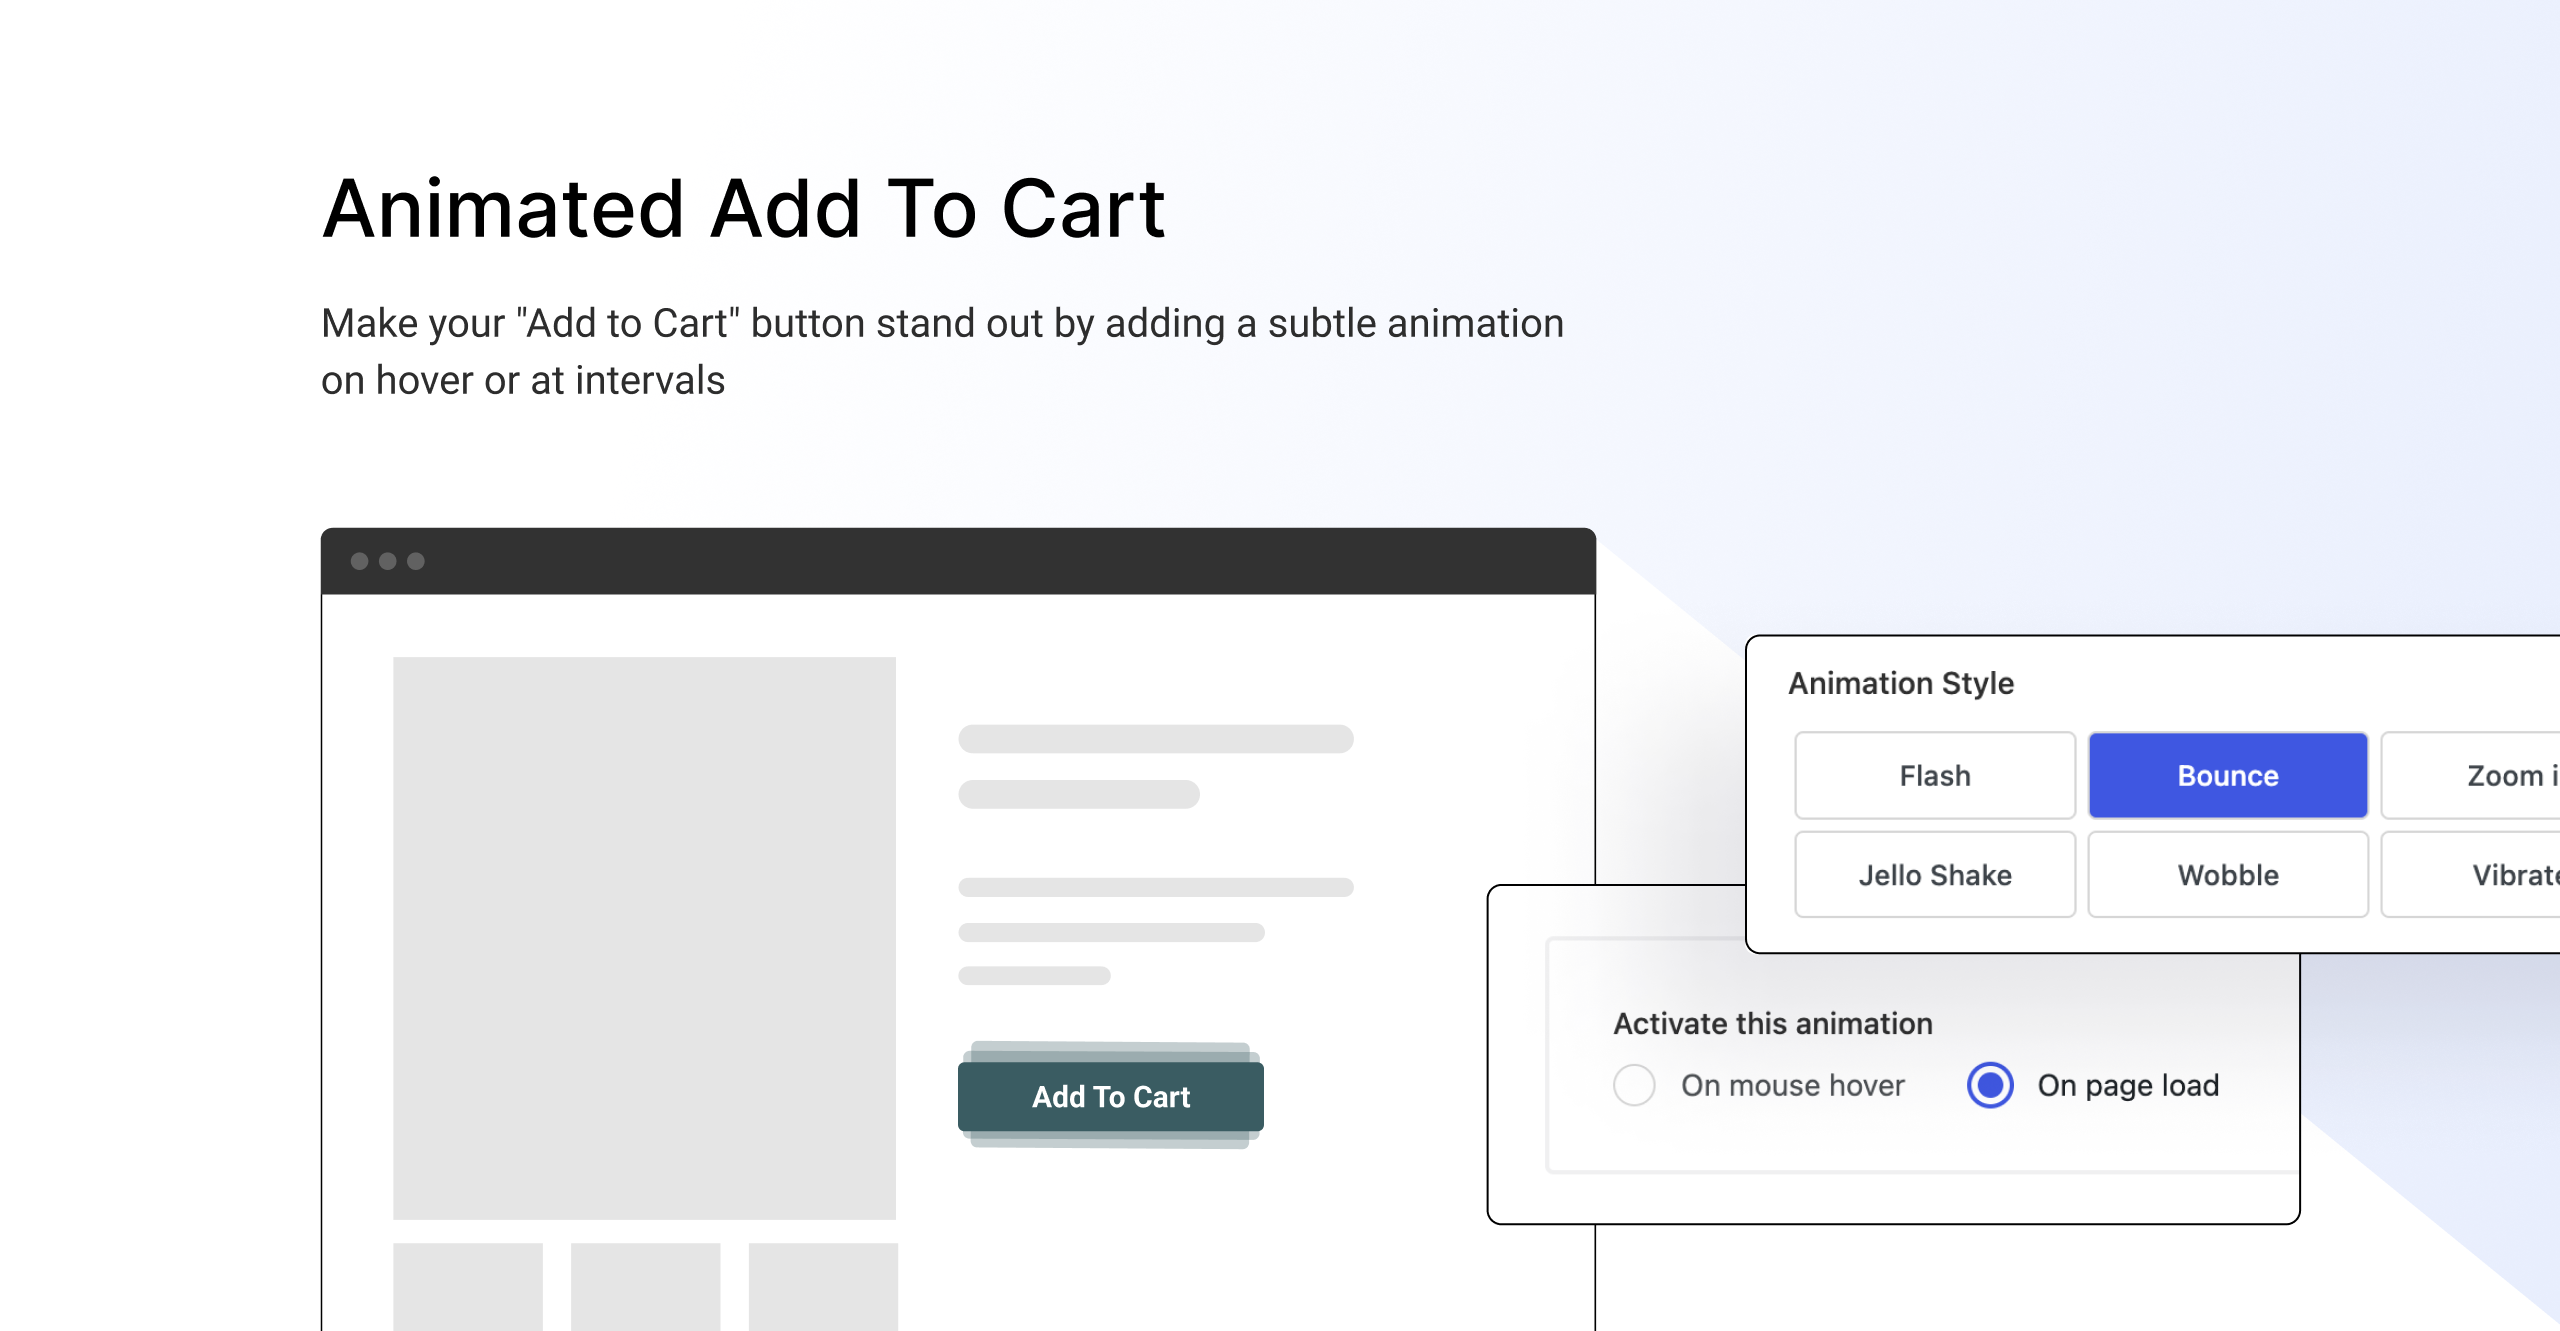 Animated Add To Cart
Make your "Add to Cart" button stand out by adding a subtle animation
on hover or at intervals
Animation Style
Flash
Bounce
Zoom
Jello Shake
Wobble
Add To Cart
Activate this animation
On mouse hover
On page load